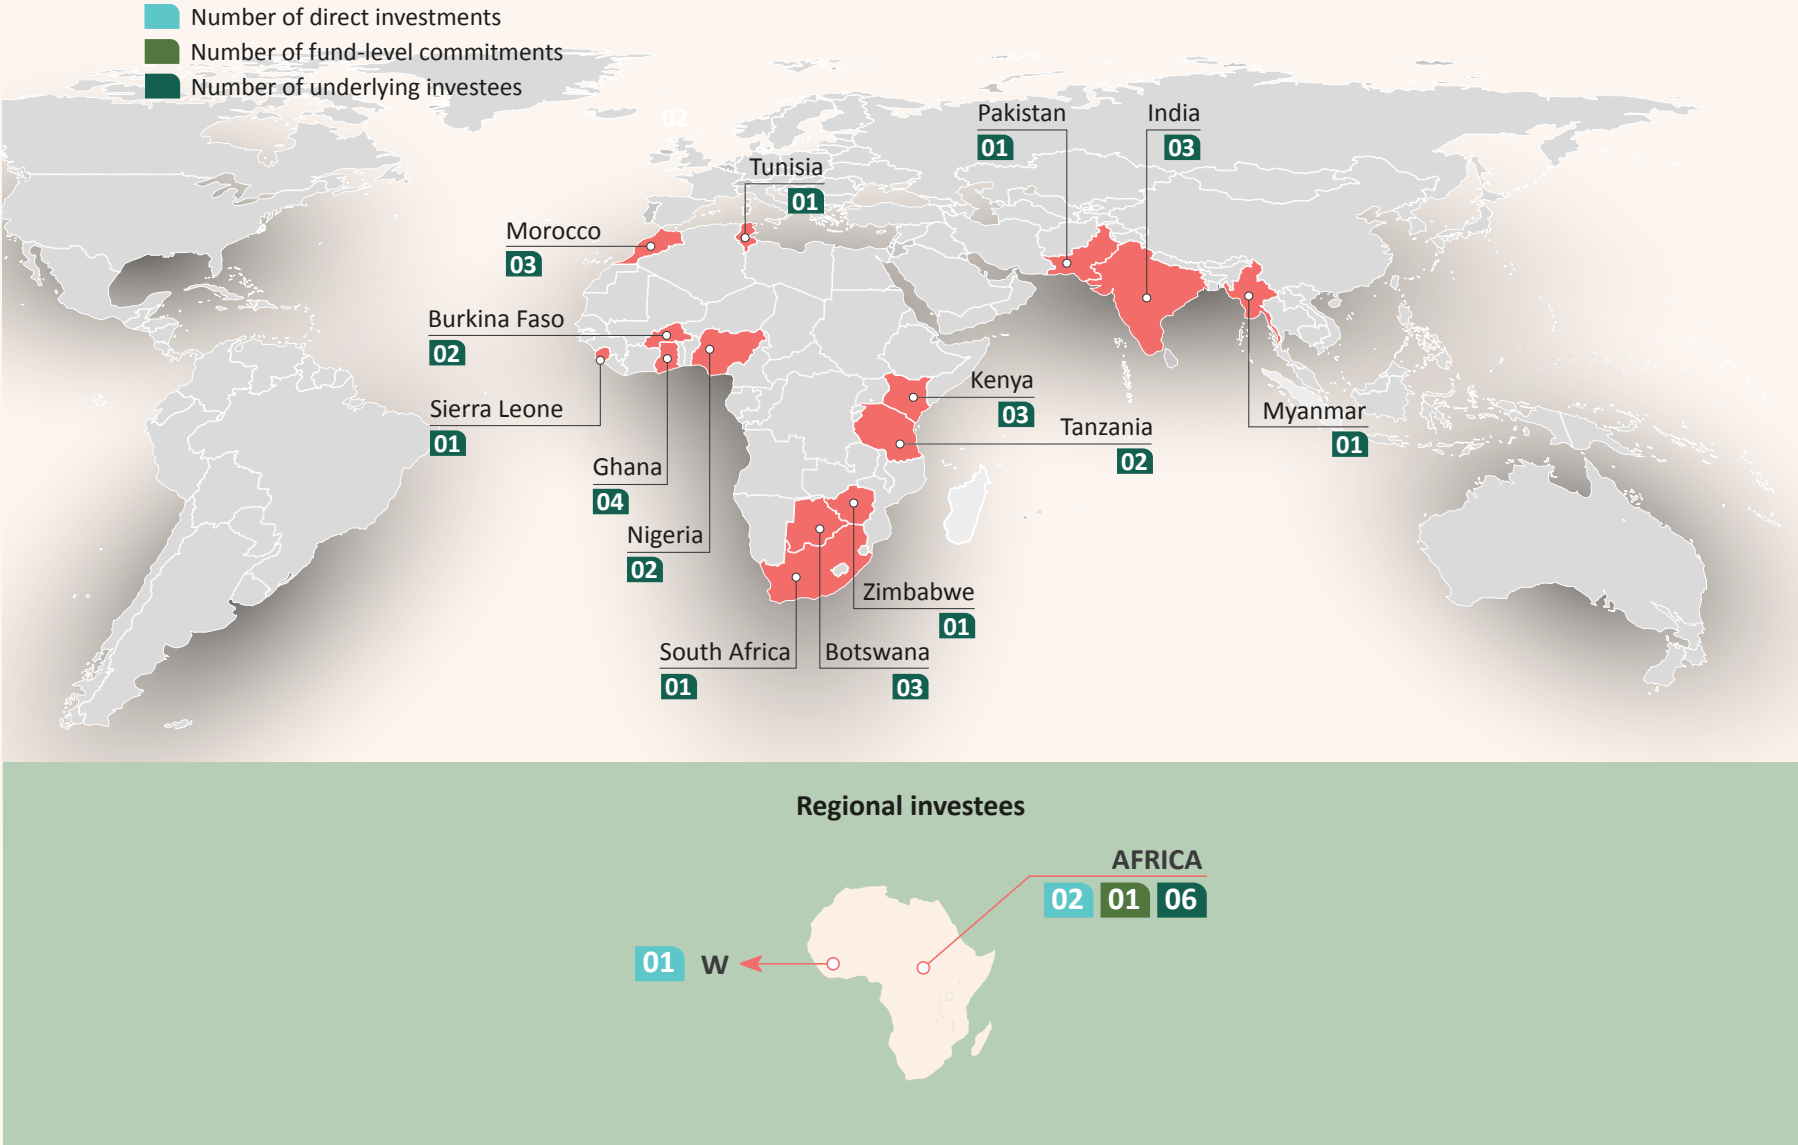 Number of direct investments
Number of fund-level commitments
Number of underlying investees
02
Pakistan
01
India
03
Tunisia
01
Morocco
03
Burkina Faso
02
Sierra Leone
01
Ghana
04
Nigeria
02
Kenya
03
Tanzania
02
Myanmar
01
Zimbabwe
01
South Africa
01
Botswana
03
Regional investees
AFRICA
02 01 06
01 W